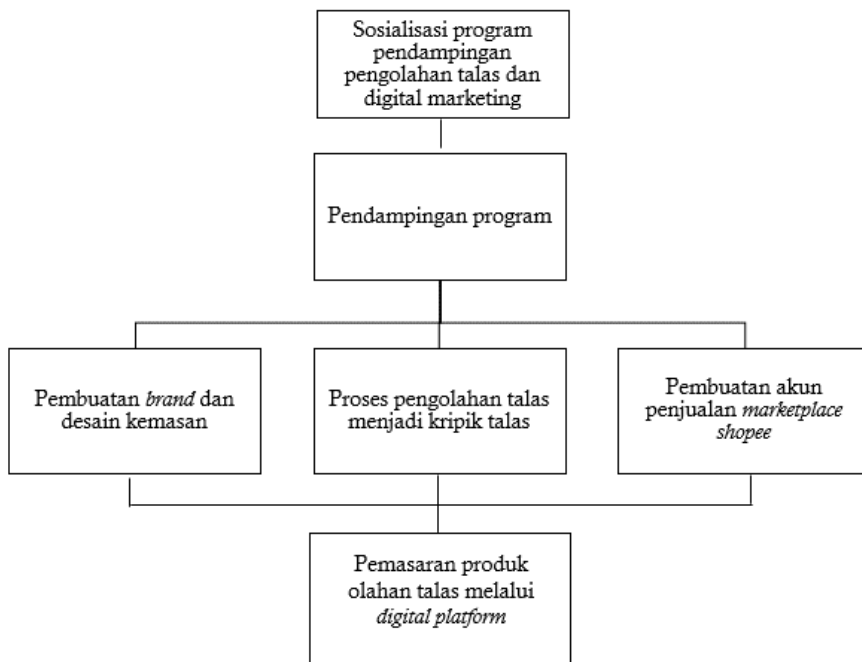 Sosialisasi program
pendampingan
pengolahan talas dan
digital marketing
Pendampingan program
Pembuatan brand dan
desain kemasan
Proses pengolahan talas
menjadi kripik talas
Pembuatan akun
penjualan marketplace
shopee
Pemasaran produk
olahan talas melalui
digital platform